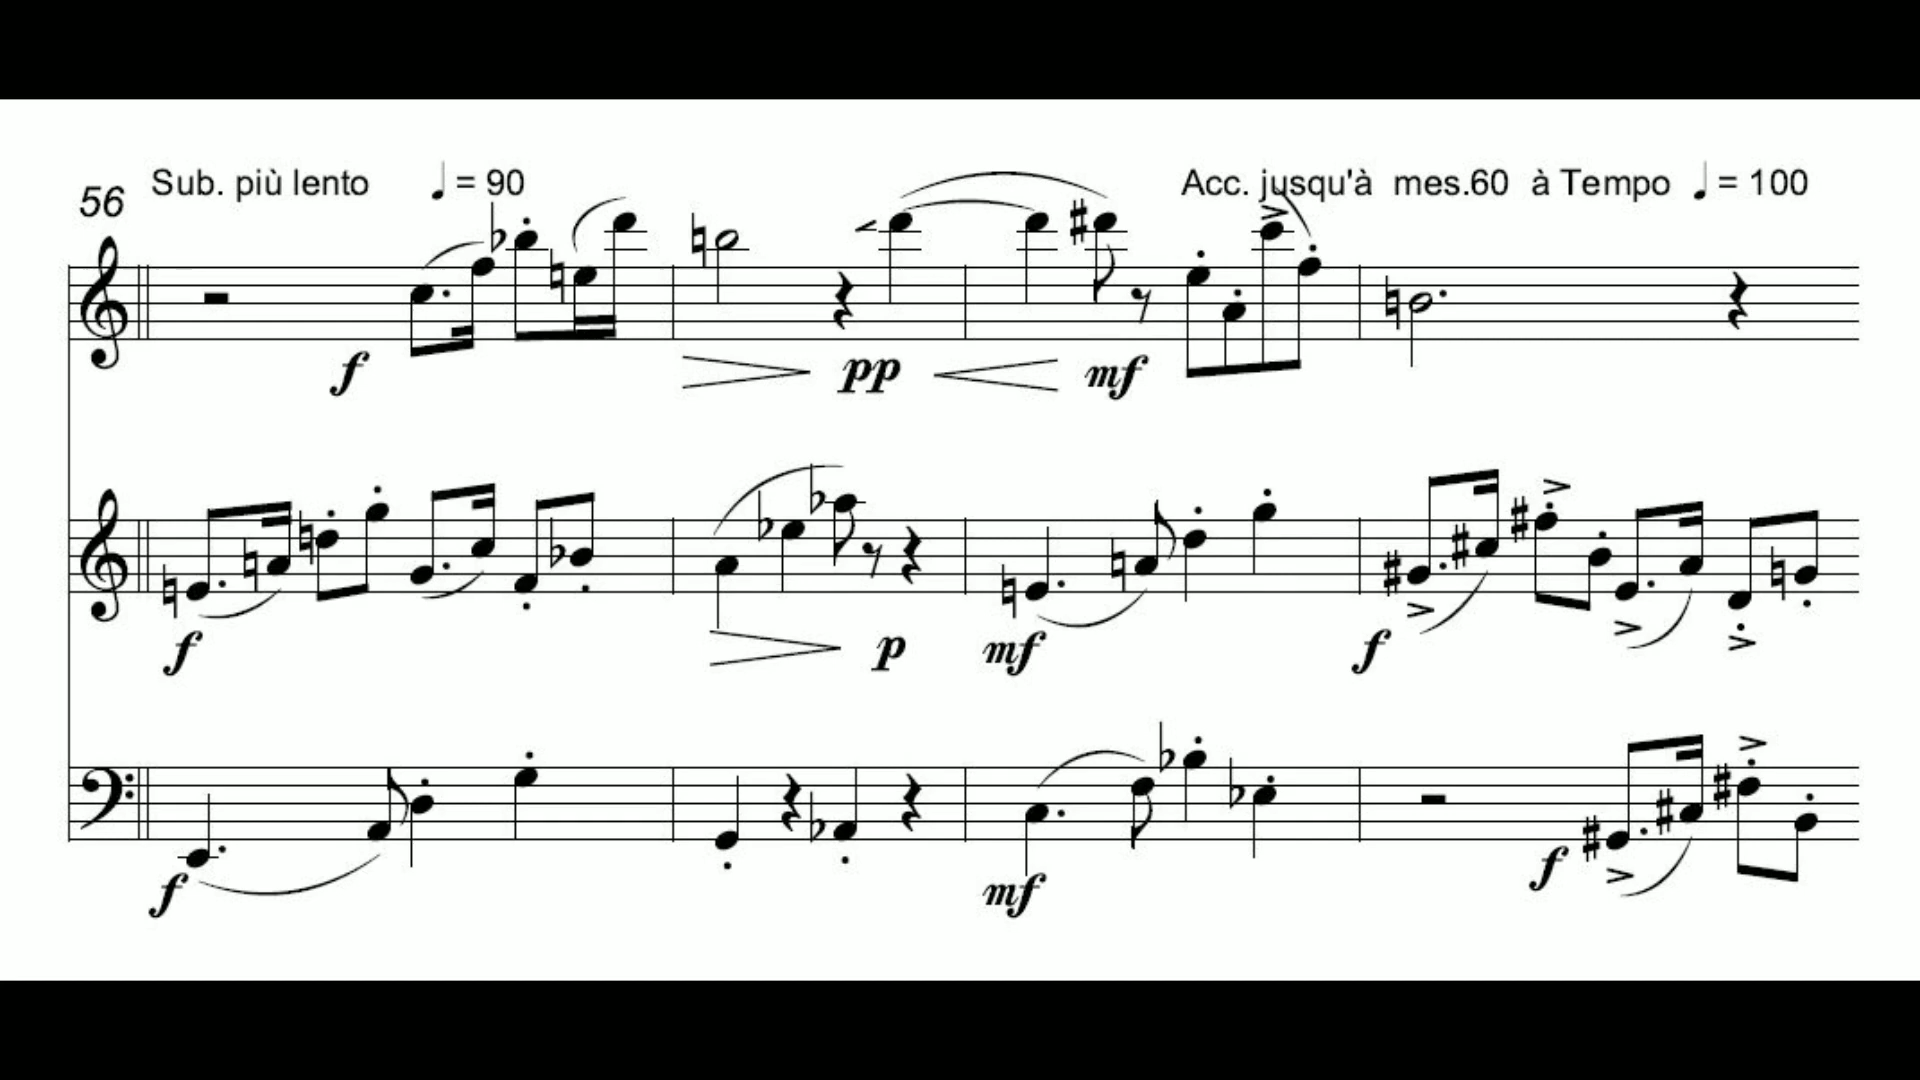 56 Sub. più lento ♩ = 90 Acc. jusqu'à mes.60 à Tempo ♩ = 100
f pp mf
f p mf f
f mf f